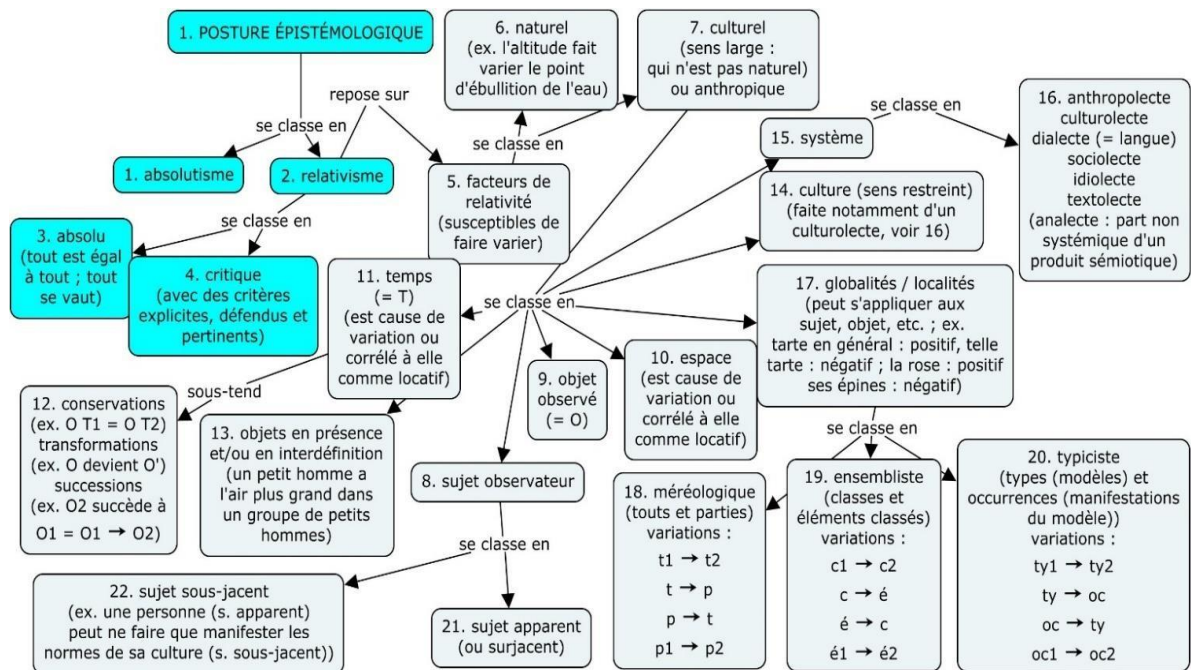 1. POSTURE ÉPISTÉMOLOGIQUE
6. naturel
(ex. l'altitude fait
varier le point
d'ébullition de l'eau)
7. culturel
(sens large :
qui n'est pas naturel)
ou anthropique
repose sur
se classe en
se classe en
se classe en
15. système
16. anthropolecte
culturolecte
dialecte (= langue)
sociolecte
idiolecte
textolecte
(analecte : part non
systémique d'un
produit sémiotique)
1. absolutisme
2. relativisme
5. facteurs de
relativité
(susceptibles de
faire varier)
14. culture (sens restreint)
(faite notamment d'un
culturolecte, voir 16)
se classe en
3. absolu
(tout est égal
à tout ; tout
se vaut)
4. critique
(avec des critères
explicites, défendus et
pertinents)
11. temps
(= T)
(est cause de
variation ou
corrélé à elle
comme locatif)
se classe en
17. globalités / localités
(peut s'appliquer aux
sujet, objet, etc. ; ex.
tarte en général : positif, telle
tarte : négatif ; la rose : positif
ses épines : négatif)
sous-tend
9. objet
observé
(= O)
10. espace
(est cause de
variation ou
corrélé à elle
comme locatif)
12. conservations
(ex. O T1 = O T2)
transformations
(ex. O devient O')
successions
(ex. O2 succède à
O1 = O1 → O2)
13. objets en présence
et/ou en interdéfinition
(un petit homme a
l'air plus grand dans
un groupe de petits
hommes)
8. sujet observateur
se classe en
18. méréologique
(touts et parties)
variations :
t1 → t2
t → p
p → t
p1 → p2
19. ensembliste
(classes et
éléments classés)
variations :
c1 → c2
c → é
é → c
é1 → é2
20. typiciste
(types (modèles) et
occurrences (manifestations
du modèle))
variations :
ty1 → ty2
ty → oc
oc → ty
oc1 → oc2
se classe en
22. sujet sous-jacent
(ex. une personne (s. apparent)
peut ne faire que manifester les
normes de sa culture (s. sous-jacent))
21. sujet apparent
(ou surjacent)